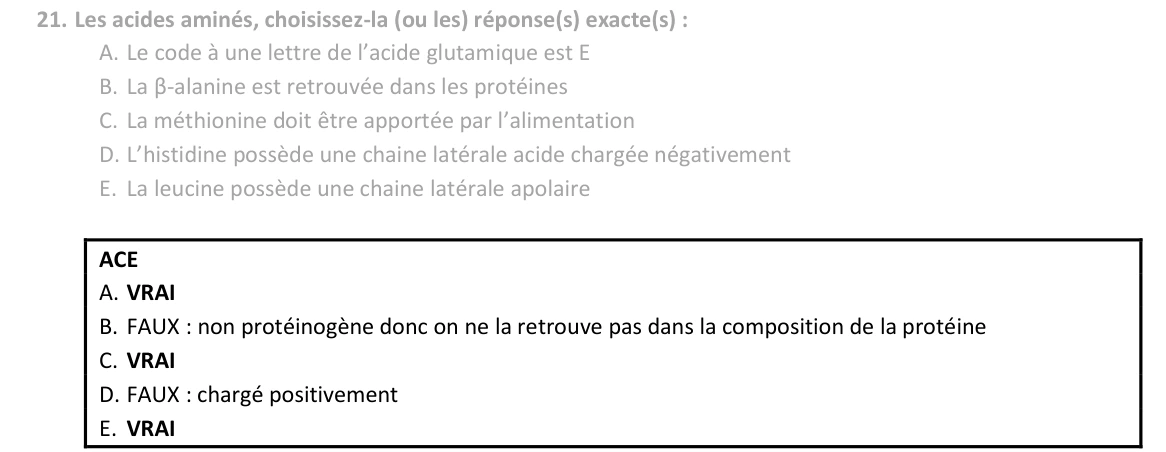 21. Les acides aminés, choisissez-la (ou les) réponse(s) exacte(s) :
A. Le code à une lettre de l’acide glutamique est E
B. La β-alanine est retrouvée dans les protéines
C. La méthionine doit être apportée par l’alimentation
D. L’histidine possède une chaine latérale acide chargée négativement
E. La leucine possède une chaine latérale apolaire
ACE
A. VRAI
B. FAUX : non protéinogène donc on ne la retrouve pas dans la composition de la protéine
C. VRAI
D. FAUX : chargé positivement
E. VRAI